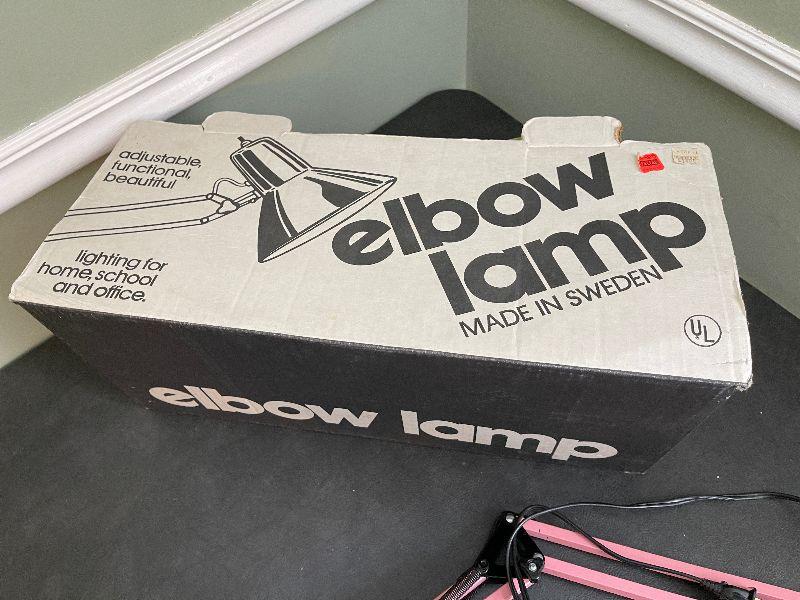 adjustable,
functional,
beautiful
lighting for
home, school
and office.
elbow
lamp
MADE IN SWEDEN
UL
elbow lamp